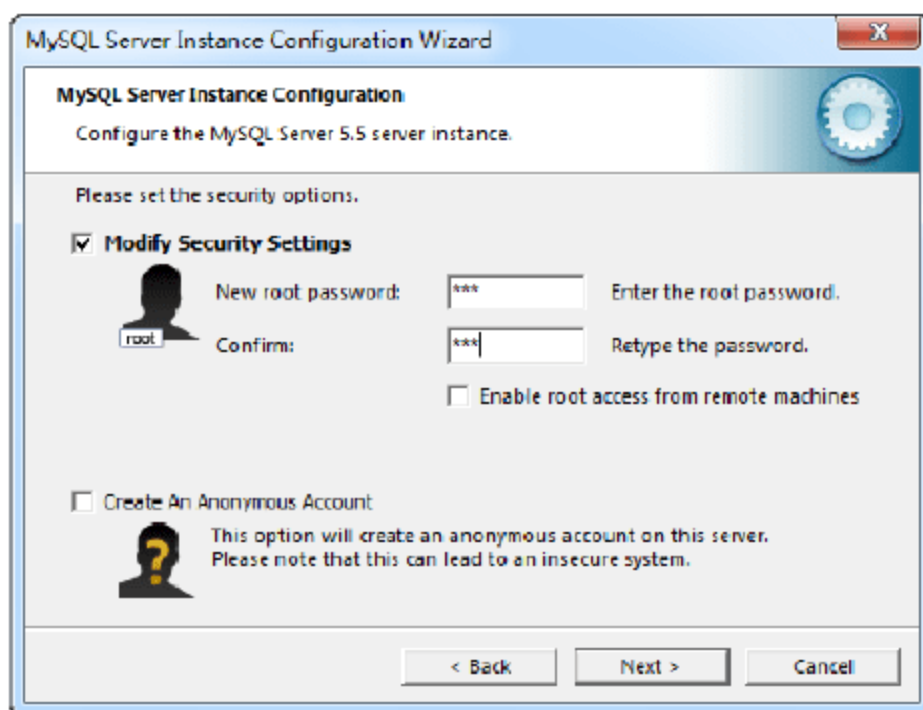 MySQL Server Instance Configuration Wizard
MySQL Server Instance Configuration
Configure the MySQL Server 5.5 server instance.
Please set the security options.
Modify Security Settings
New root password: *** Enter the root password.
root
Confirm: *** Retype the password.
Enable root access from remote machines
Create An Anonymous Account
This option will create an anonymous account on this server.
Please note that this can lead to an insecure system.
< Back Next > Cancel